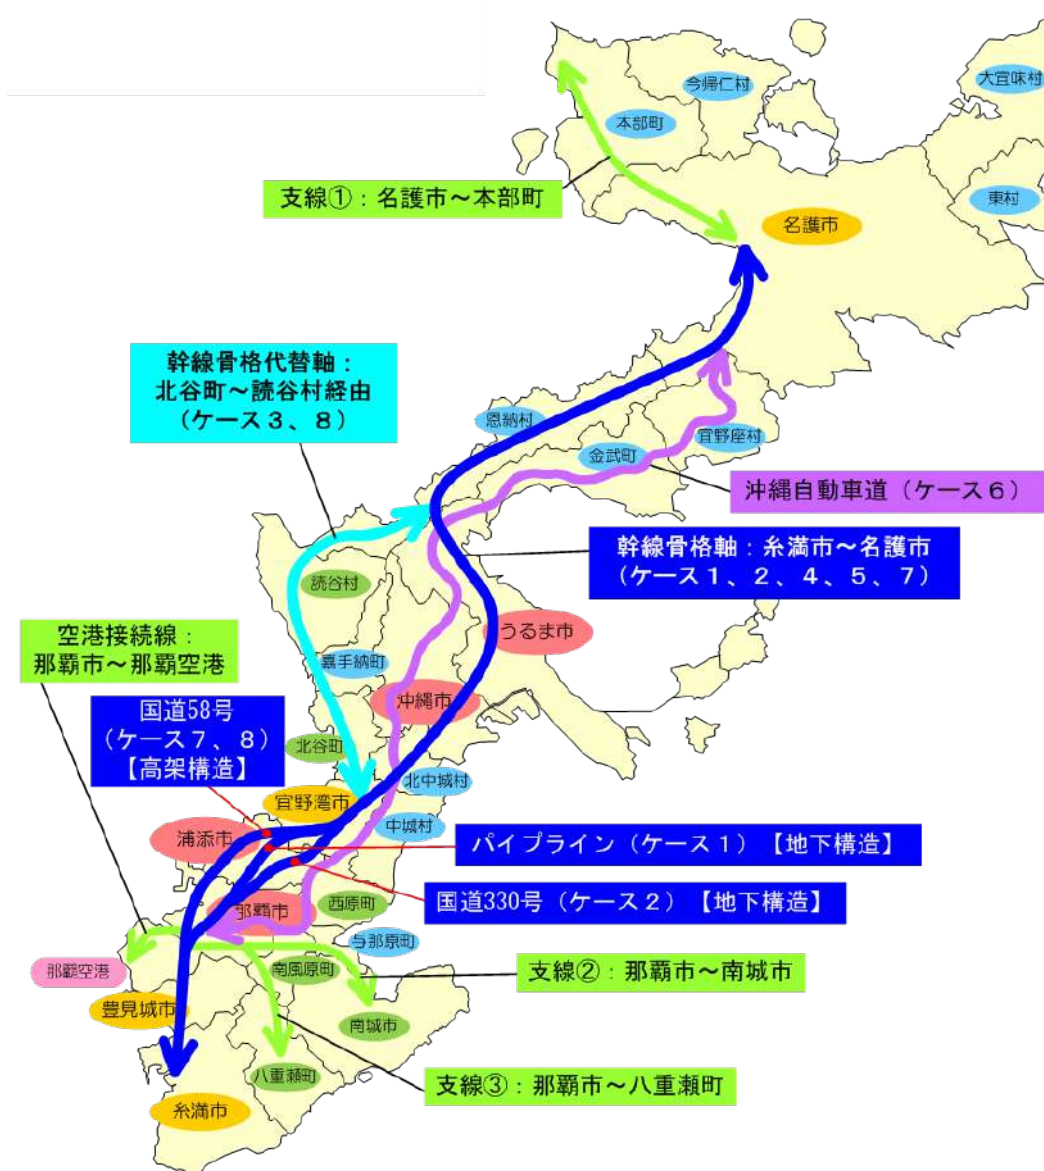 今帰仁村
大宜味村
本部町
支線①：名護市～本部町
東村
名護市
幹線骨格代替軸：
北谷町～読谷村経由
（ケース３、８）
恩納村
金武町
宜野座村
沖縄自動車道（ケース６）
幹線骨格軸：糸満市～名護市
（ケース１、２、４、５、７）
読谷村
うるま市
空港接続線：
那覇市～那覇空港
嘉手納町
沖縄市
国道58号
（ケース７、８）
【高架構造】
北谷町
北中城村
宜野湾市
中城村
浦添市
パイプライン（ケース１）【地下構造】
国道330号（ケース２）【地下構造】
西原町
那覇市
与那原町
那覇空港
南風原町
支線②：那覇市～南城市
豊見城市
南城市
八重瀬町
支線③：那覇市～八重瀬町
糸満市